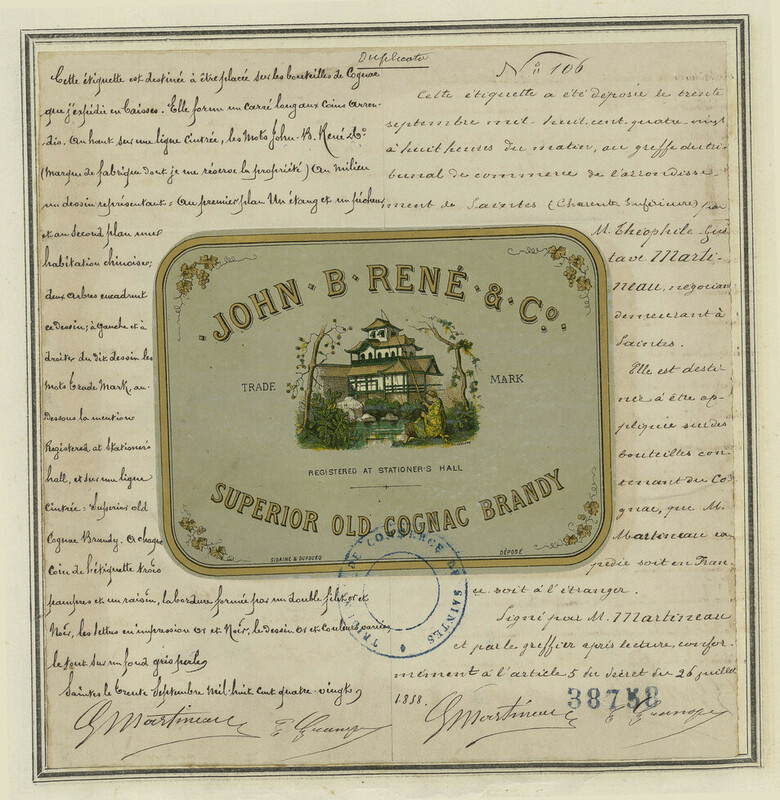 Duplicata
Cette étiquette est destinée à être placée sur les bouteilles de Cognac
que j'expédie en Caisses. Elle forme un carré long aux Coins arron-
dis. En haut sur une ligne Cintrée, les Mots John. B. René & Co.
(Marque de fabrique dont je me réserve la propriété) Au milieu
un dessin représentant = Au premier plan Un étang et un pécheur
et au second plan une
habitation chinoise;
deux arbres encadrent
ce dessin; à gauche et à
droite du dit dessin les
Mots Trade Mark, au-
dessous la mention
Registered at Stationer's
hall, et sur une ligne
Cintrée: Superior old
Cognac Brandy. A chaque
Coin de l'étiquette trois
pampres et un raisin, la bordure formée par un double filet or et
Noir, les lettres en impression Or et Noir, le dessin Or et Couleurs variées,
le tout sur un fond gris perle,
Saintes le trente Septembre Mil huit Cent quatre vingts
G Martineau
No 106
Cette étiquette a été déposée le trente
septembre mil huit cent quatre vingt
à huit heures du matin, au greffe du tri-
bunal de commerce de l'arrondisse-
ment de Saintes (Charente Inférieure) par
M. Théophile Gus
tave Marti-
neau, négociant
demeurant à
Saintes.
Elle est desti-
née à être ap-
pliquée sur des
bouteilles con-
tenant du Co
gnac, que M.
Martineau ex
pédie soit en Fran
ce soit à l'étranger.
Signé par M. Martineau
et par le greffier après lecture, confor-
mément à l'article 5 du décret du 26 juillet
1858.
38758
G Martineau
JOHN · B · RENÉ · & · Co.
TRADE MARK
REGISTERED AT STATIONER'S HALL
SUPERIOR OLD COGNAC BRANDY
DÉPOSÉ
DE COMMERCE DE SAINTES